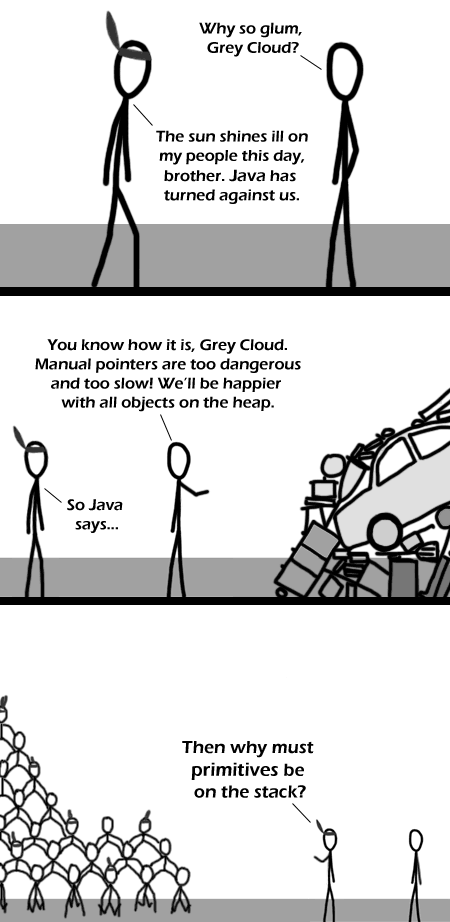 Why so glum,
Grey Cloud?
The sun shines ill on
my people this day,
brother. Java has
turned against us.
You know how it is, Grey Cloud.
Manual pointers are too dangerous
and too slow! We'll be happier
with all objects on the heap.
So Java
says...
Then why must
primitives be
on the stack?